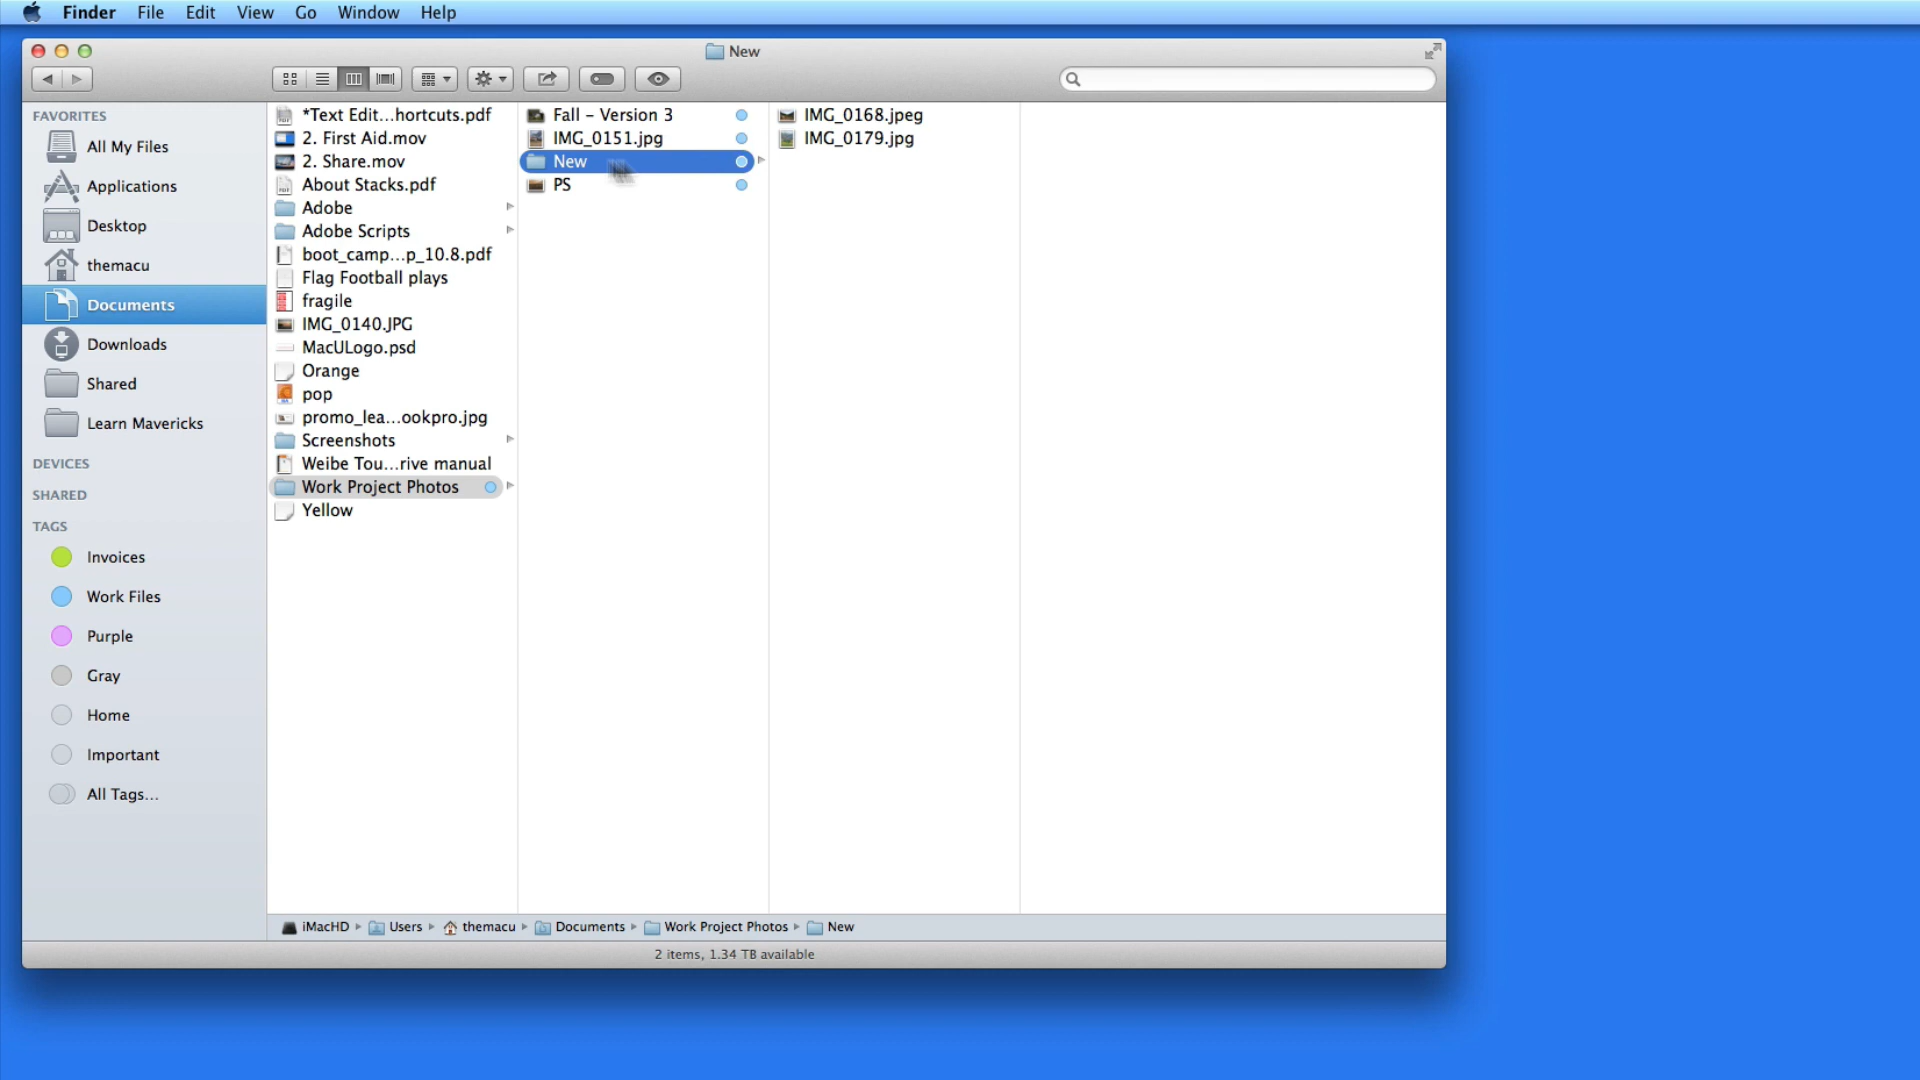 Finder File Edit View Go Window Help
New
FAVORITES
All My Files
Applications
Desktop
themacu
Documents
Downloads
Shared
Learn Mavericks
DEVICES
SHARED
TAGS
Invoices
Work Files
Purple
Gray
Home
Important
All Tags...
*Text Edit...hortcuts.pdf
2. First Aid.mov
2. Share.mov
About Stacks.pdf
Adobe
Adobe Scripts
boot_camp...p_10.8.pdf
Flag Football plays
fragile
IMG_0140.JPG
MacULogo.psd
Orange
pop
promo_lea...ookpro.jpg
Screenshots
Weibe Tou...rive manual
Work Project Photos
Yellow
Fall – Version 3
IMG_0151.jpg
New
PS
IMG_0168.jpeg
IMG_0179.jpg
iMacHD Users themacu Documents Work Project Photos New
2 items, 1.34 TB available